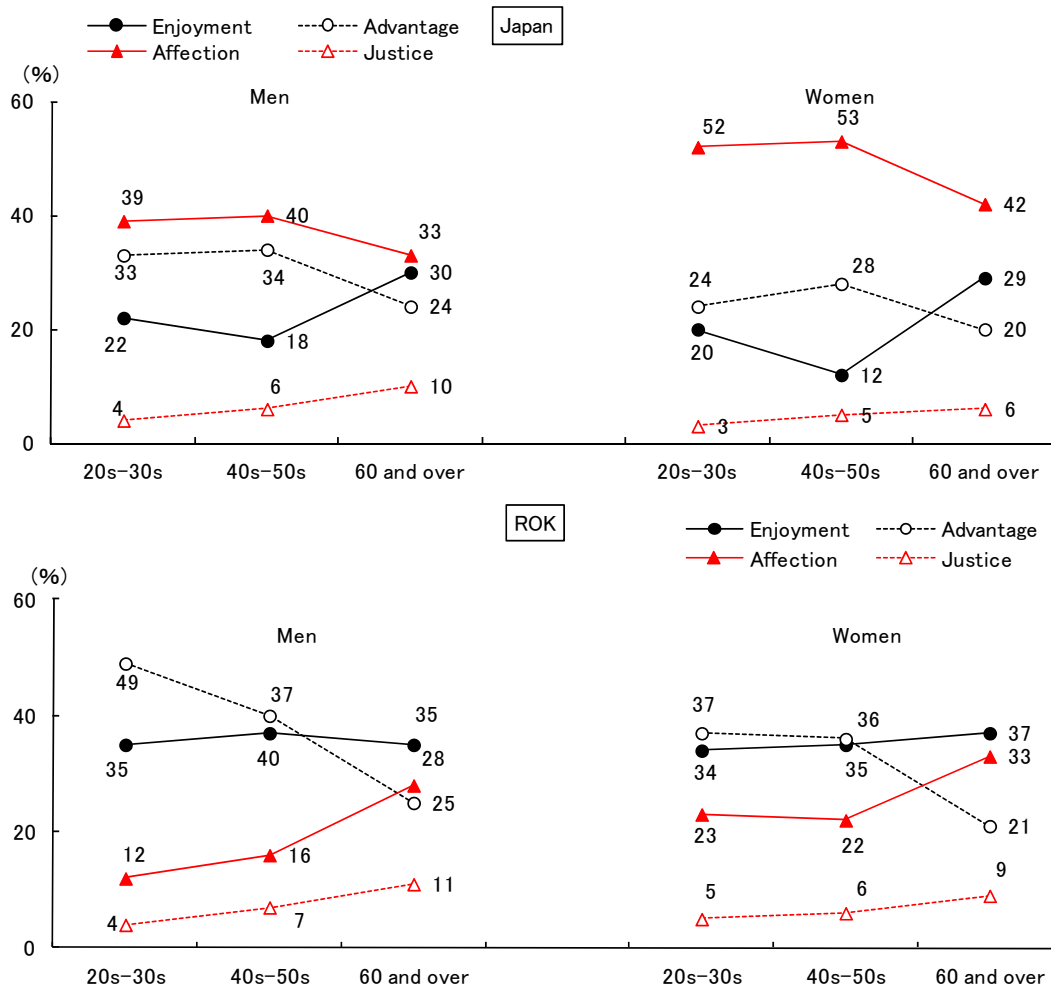 Enjoyment Advantage Japan
Affection Justice
(%)
Men Women
60
52 53
39 40 33 42
40
33 34 30 24 28 29
22 18 24 20 12 20
20
4 6 10 3 5 6
0
20s-30s 40s-50s 60 and over 20s-30s 40s-50s 60 and over
ROK
Enjoyment Advantage
Affection Justice
(%)
60
Men Women
49 37 35 37 36 37
40
35 40 28 34 35 33
25 23 22 21
20
12 16 11 5 6 9
4 7
0
20s-30s 40s-50s 60 and over 20s-30s 40s-50s 60 and over